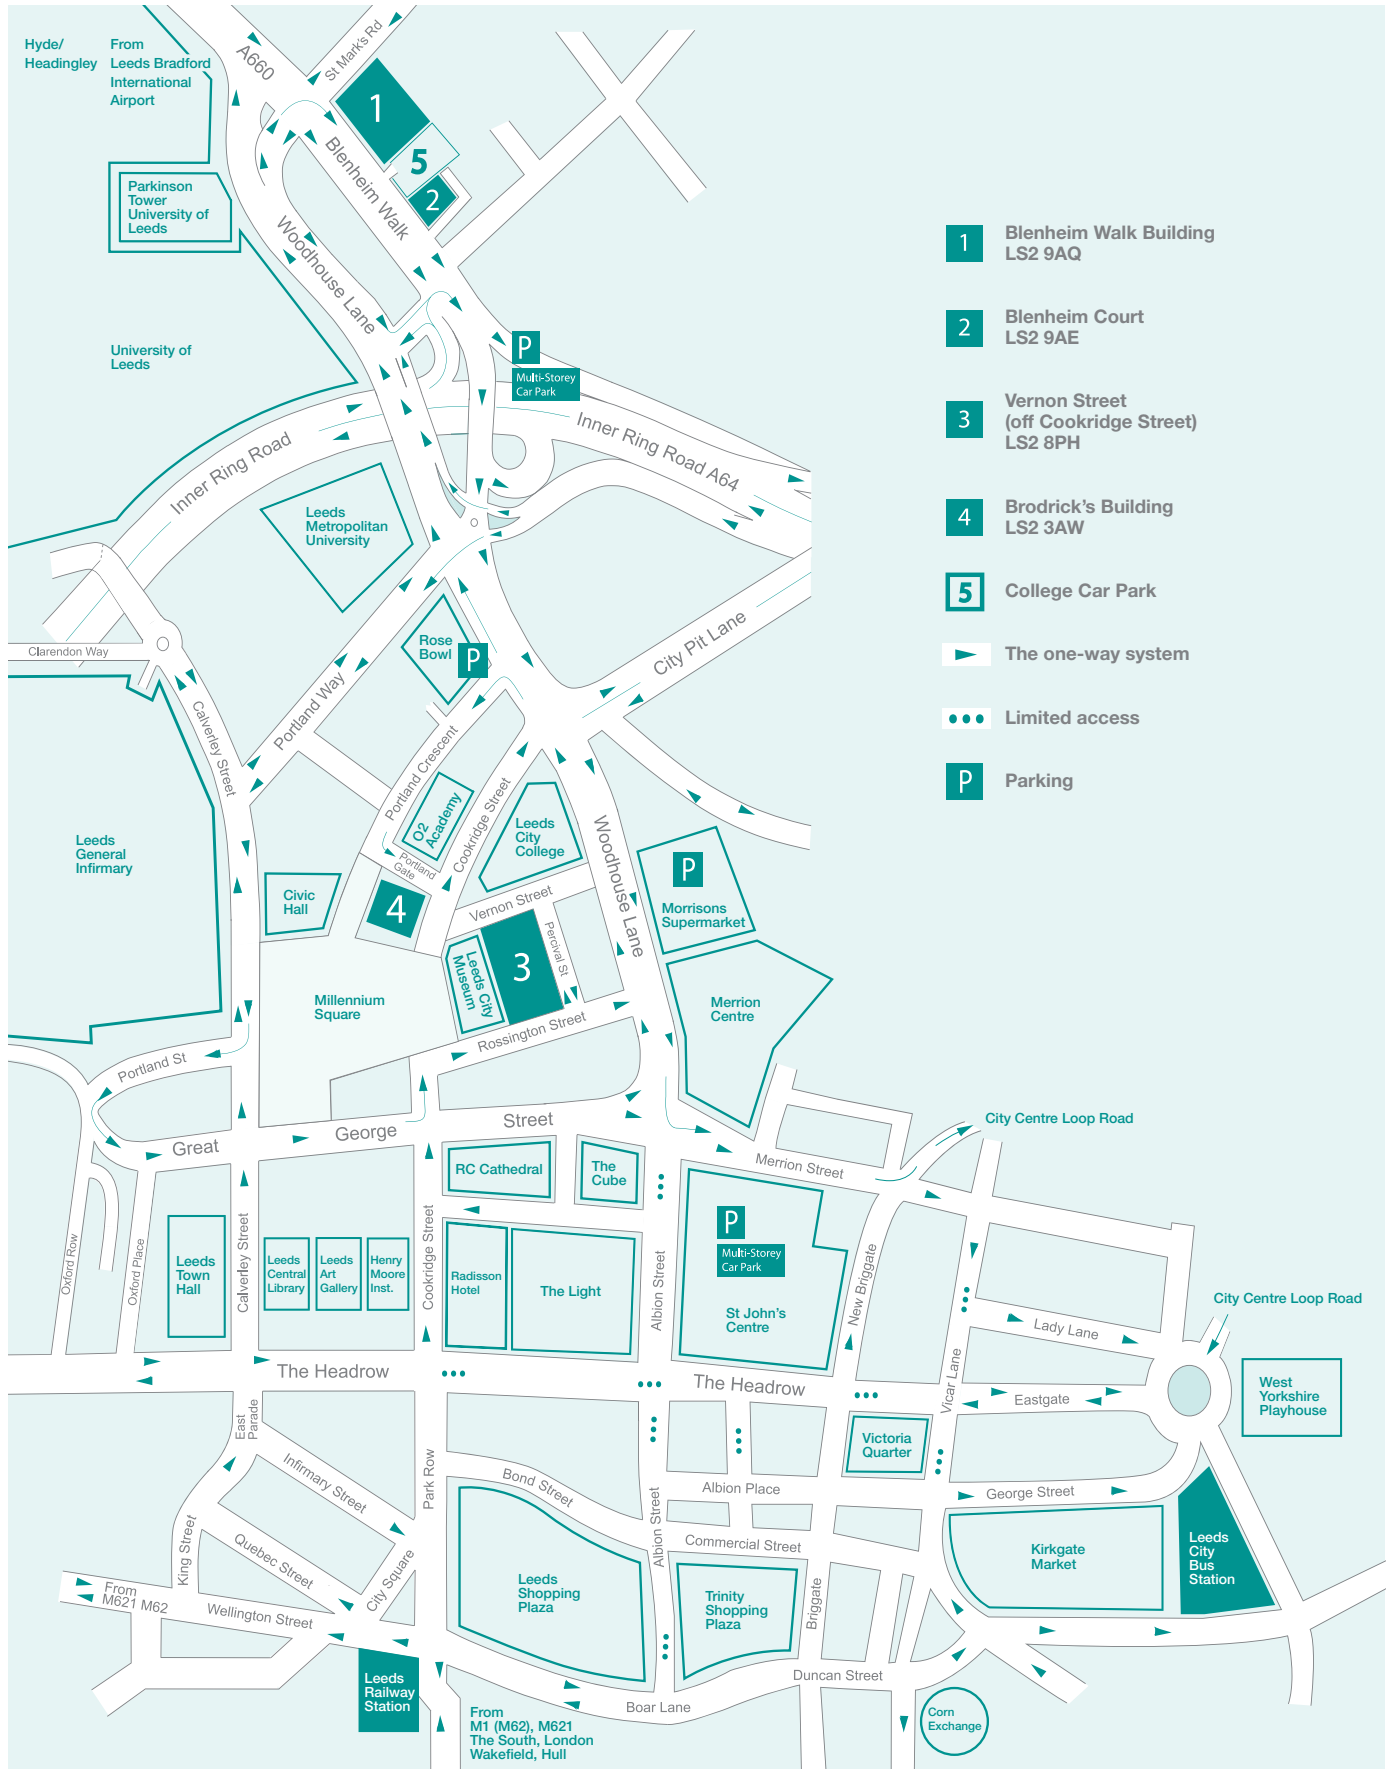 Hyde/
Headingley
From
Leeds Bradford
International
Airport
A660
St Mark's Rd
1
5
2
Blenheim Walk
Parkinson
Tower
University of
Leeds
Woodhouse Lane
University of
Leeds
P
Multi-Storey
Car Park
Inner Ring Road
Inner Ring Road A64
Leeds
Metropolitan
University
Clarendon Way
Rose
Bowl
P
City Pit Lane
Calverley Street
Portland Way
Portland Crescent
O2
Academy
Portland
Gate
Cookridge Street
Leeds
City
College
Woodhouse Lane
P
Morrisons
Supermarket
Leeds
General
Infirmary
Civic
Hall
4
Vernon Street
Percival St
3
Leeds City
Museum
Millennium
Square
Merrion
Centre
Rossington Street
Portland St
Great
George
Street
City Centre Loop Road
Merrion Street
RC Cathedral
The
Cube
P
Multi-Storey
Car Park
St John's
Centre
Oxford Row
Oxford Place
Leeds
Town
Hall
Calverley Street
Leeds
Central
Library
Leeds
Art
Gallery
Henry
Moore
Inst.
Cookridge Street
Radisson
Hotel
The Light
Albion Street
New Briggate
Vicar Lane
Lady Lane
City Centre Loop Road
The Headrow
The Headrow
Eastgate
West
Yorkshire
Playhouse
East
Parade
Infirmary Street
Park Row
Bond Street
Albion Place
Victoria
Quarter
George Street
King Street
Quebec Street
City Square
Albion Street
Commercial Street
Kirkgate
Market
Leeds
City
Bus
Station
From
M621 M62
Wellington Street
Leeds
Shopping
Plaza
Trinity
Shopping
Plaza
Briggate
Duncan Street
Leeds
Railway
Station
Boar Lane
From
M1 (M62), M621
The South, London
Wakefield, Hull
Corn
Exchange
1
Blenheim Walk Building
LS2 9AQ
2
Blenheim Court
LS2 9AE
3
Vernon Street
(off Cookridge Street)
LS2 8PH
4
Brodrick's Building
LS2 3AW
5
College Car Park
The one-way system
Limited access
P
Parking